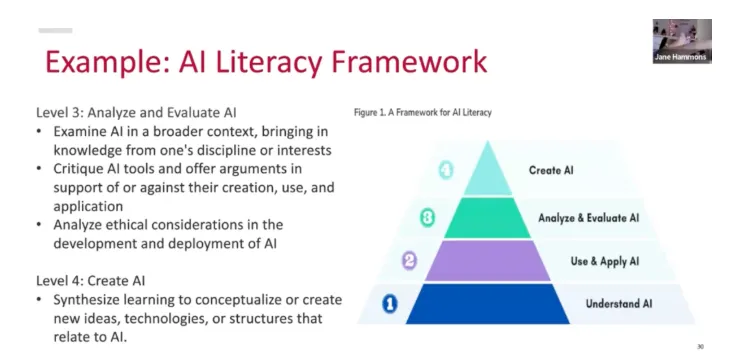 Jane Hammons
Example: AI Literacy Framework
Level 3: Analyze and Evaluate AI
• Examine AI in a broader context, bringing in
knowledge from one's discipline or interests
• Critique AI tools and offer arguments in
support of or against their creation, use, and
application
• Analyze ethical considerations in the
development and deployment of AI
Level 4: Create AI
• Synthesize learning to conceptualize or create
new ideas, technologies, or structures that
relate to AI.
Figure 1. A Framework for AI Literacy
4 Create AI
3 Analyze & Evaluate AI
2 Use & Apply AI
1 Understand AI
30